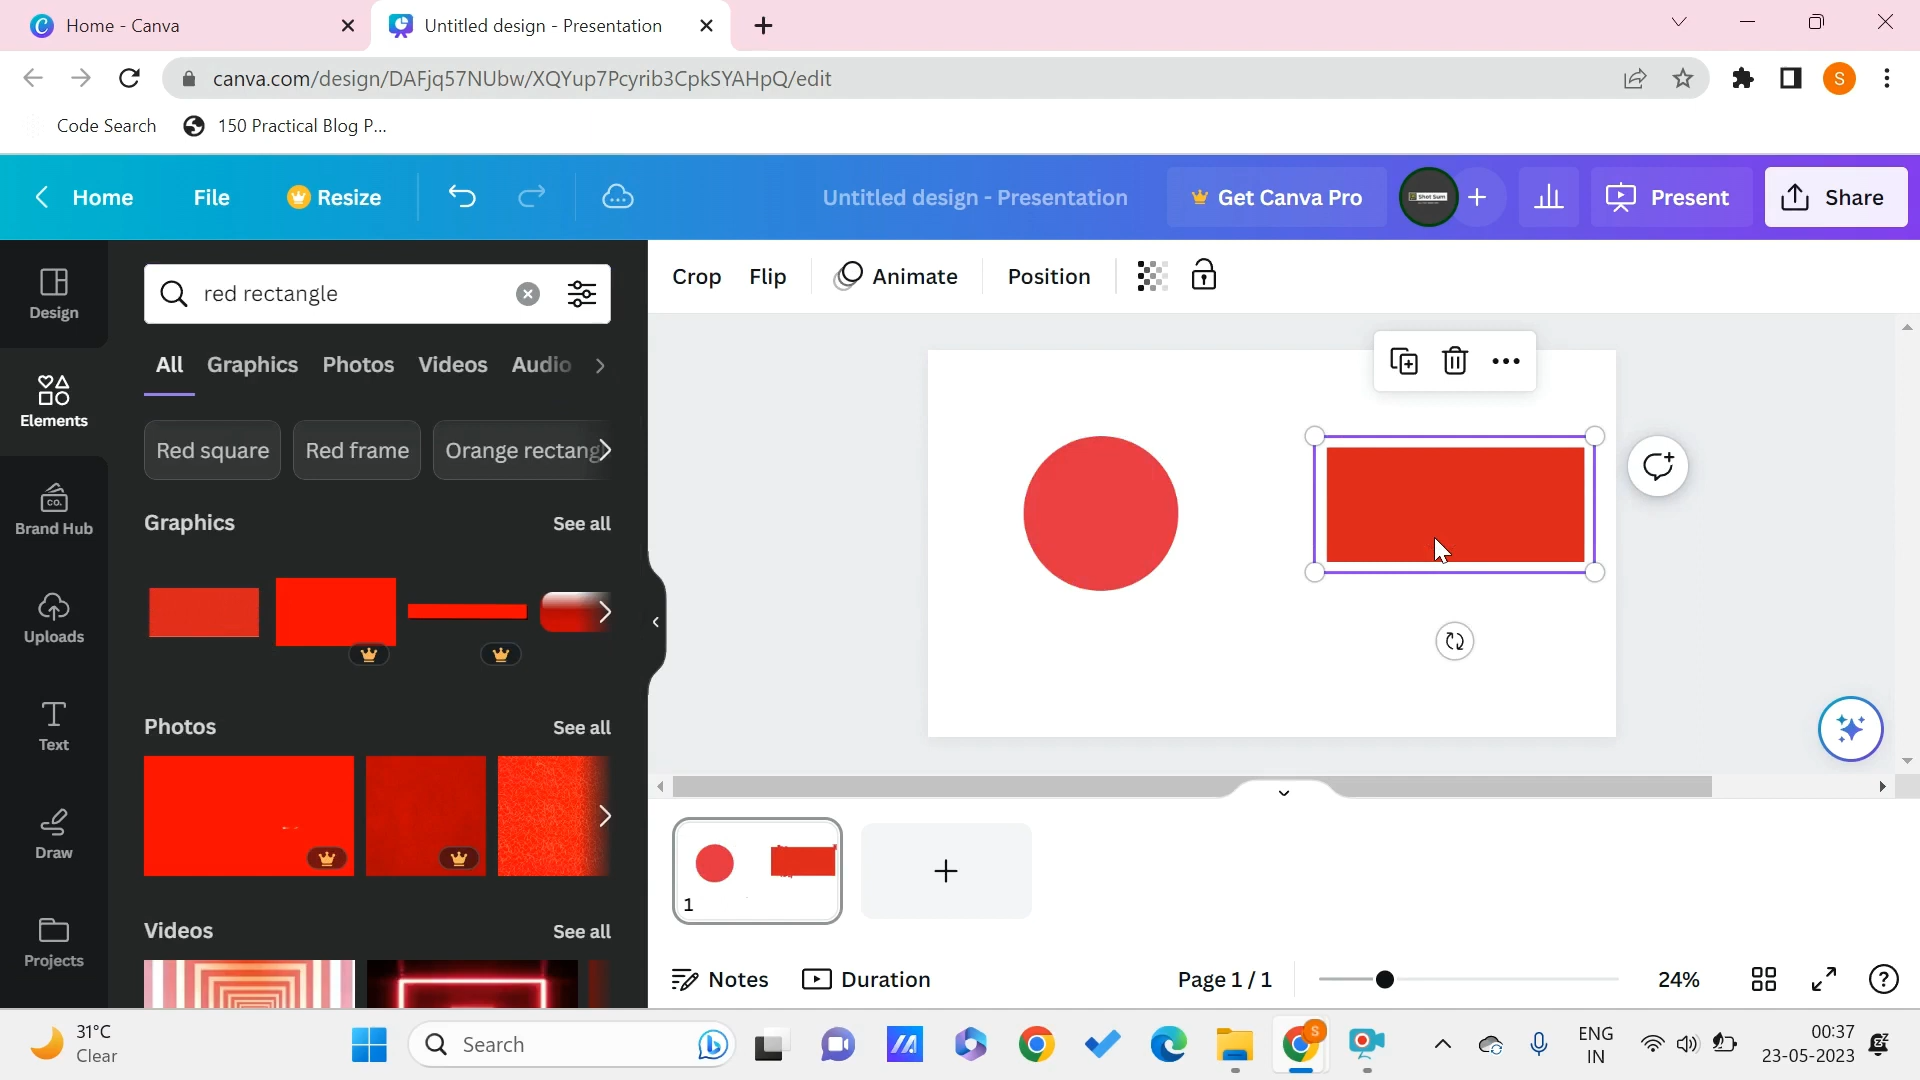 Home - Canva
Untitled design - Presentation
canva.com/design/DAFjq57NUbw/XQYup7Pcyrib3CpkSYAHpQ/edit
S
Code Search
150 Practical Blog P...
Home
File
Resize
Untitled design - Presentation
Get Canva Pro
Shot Sum
Present
Share
Design
Elements
Brand Hub
CO.
Uploads
Text
Draw
Projects
red rectangle
All
Graphics
Photos
Videos
Audio
Red square
Red frame
Orange rectang
Graphics
See all
Photos
See all
Videos
See all
Crop
Flip
Animate
Position
1
Notes
Duration
Page 1 / 1
24%
31°C
Clear
Search
S
ENG
IN
00:37
23-05-2023